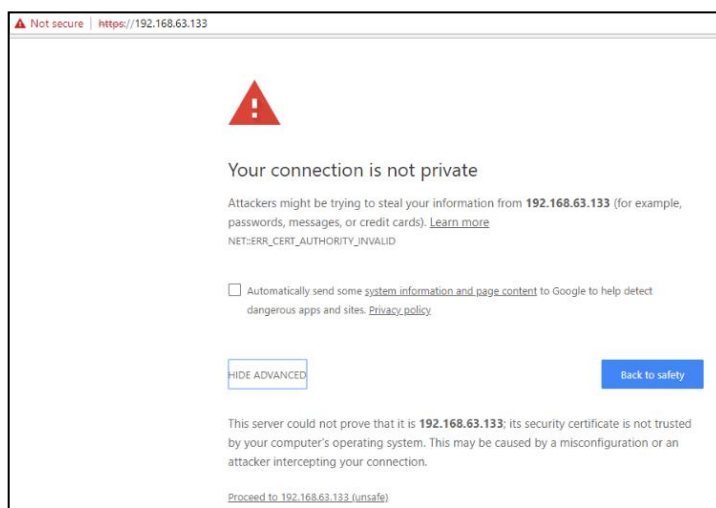 Not secure | https://192.168.63.133
Your connection is not private
Attackers might be trying to steal your information from 192.168.63.133 (for example,
passwords, messages, or credit cards). Learn more
NET::ERR_CERT_AUTHORITY_INVALID
Automatically send some system information and page content to Google to help detect
dangerous apps and sites. Privacy policy
HIDE ADVANCED
Back to safety
This server could not prove that it is 192.168.63.133; its security certificate is not trusted
by your computer's operating system. This may be caused by a misconfiguration or an
attacker intercepting your connection.
Proceed to 192.168.63.133 (unsafe)